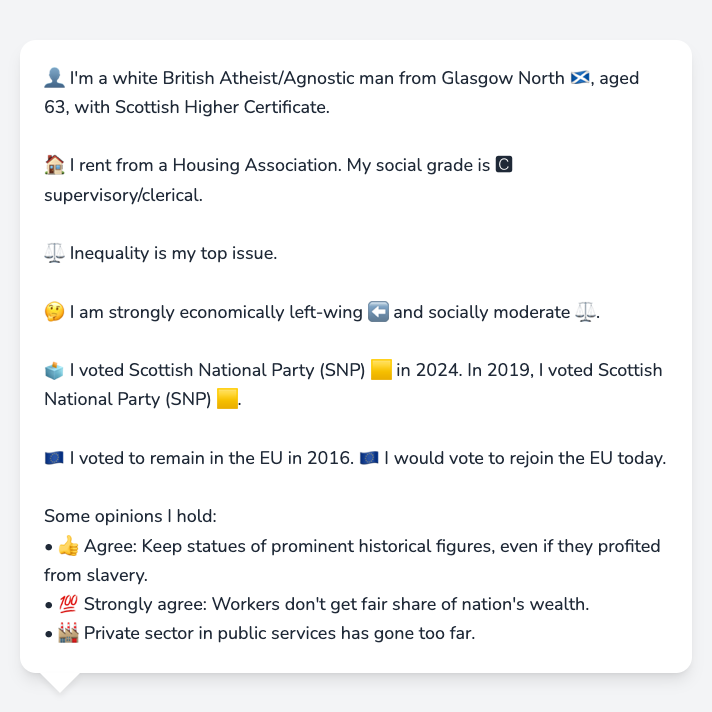 👤 I'm a white British Atheist/Agnostic man from Glasgow North 🏴󠁧󠁢󠁳󠁣󠁴󠁿, aged
63, with Scottish Higher Certificate.
🏠 I rent from a Housing Association. My social grade is 🅲
supervisory/clerical.
⚖️ Inequality is my top issue.
🤔 I am strongly economically left-wing ⬅️ and socially moderate ⚖️.
🗳️ I voted Scottish National Party (SNP) 🟨 in 2024. In 2019, I voted Scottish
National Party (SNP) 🟨.
🇪🇺 I voted to remain in the EU in 2016. 🇪🇺 I would vote to rejoin the EU today.
Some opinions I hold:
• 👍 Agree: Keep statues of prominent historical figures, even if they profited
from slavery.
• 💯 Strongly agree: Workers don't get fair share of nation's wealth.
• 🏭 Private sector in public services has gone too far.